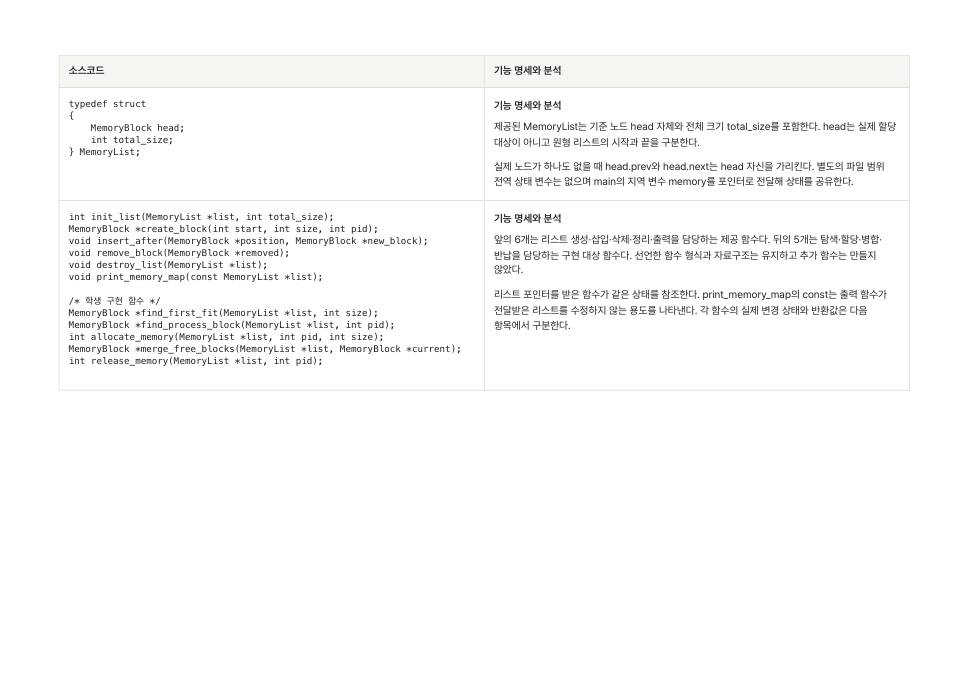 소스코드
기능 명세와 분석
typedef struct
{
    MemoryBlock head;
    int total_size;
} MemoryList;
기능 명세와 분석
제공된 MemoryList는 기준 노드 head 자체와 전체 크기 total_size를 포함한다. head는 실제 할당
대상이 아니고 원형 리스트의 시작과 끝을 구분한다.
실제 노드가 하나도 없을 때 head.prev와 head.next는 head 자신을 가리킨다. 별도의 파일 범위
전역 상태 변수는 없으며 main의 지역 변수 memory를 포인터로 전달해 상태를 공유한다.
int init_list(MemoryList *list, int total_size);
MemoryBlock *create_block(int start, int size, int pid);
void insert_after(MemoryBlock *position, MemoryBlock *new_block);
void remove_block(MemoryBlock *removed);
void destroy_list(MemoryList *list);
void print_memory_map(const MemoryList *list);
/* 학생 구현 함수 */
MemoryBlock *find_first_fit(MemoryList *list, int size);
MemoryBlock *find_process_block(MemoryList *list, int pid);
int allocate_memory(MemoryList *list, int pid, int size);
MemoryBlock *merge_free_blocks(MemoryList *list, MemoryBlock *current);
int release_memory(MemoryList *list, int pid);
기능 명세와 분석
앞의 6개는 리스트 생성·삽입·삭제·정리·출력을 담당하는 제공 함수다. 뒤의 5개는 탐색·할당·병합·
반납을 담당하는 구현 대상 함수다. 선언한 함수 형식과 자료구조는 유지하고 추가 함수는 만들지
않았다.
리스트 포인터를 받은 함수가 같은 상태를 참조한다. print_memory_map의 const는 출력 함수가
전달받은 리스트를 수정하지 않는 용도를 나타낸다. 각 함수의 실제 변경 상태와 반환값은 다음
항목에서 구분한다.